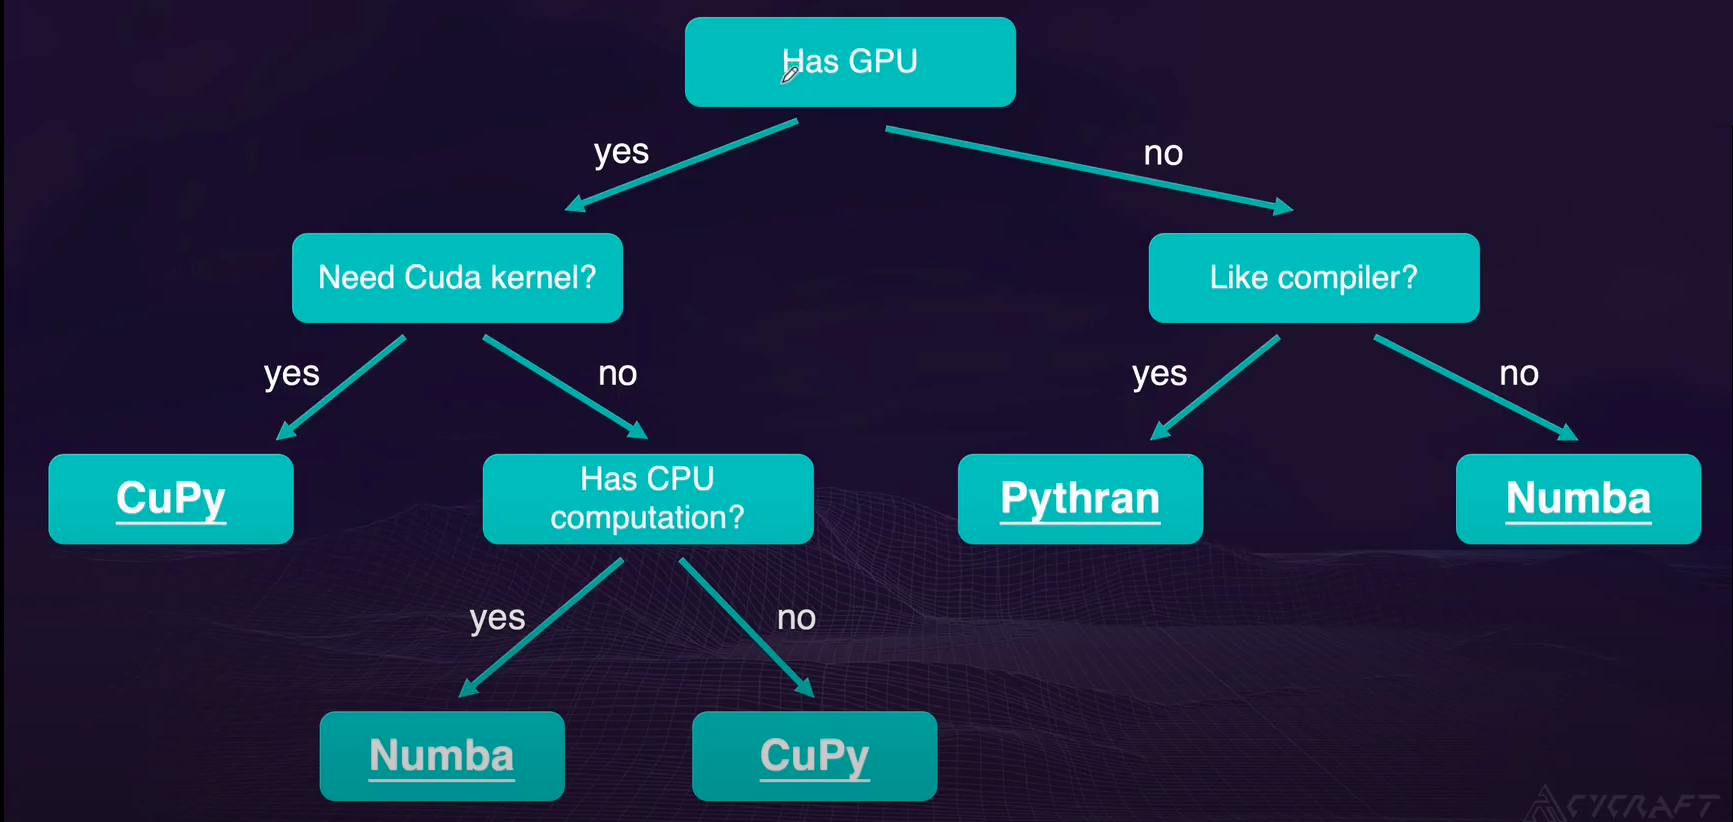 Has GPU
yes
no
Need Cuda kernel?
Like compiler?
yes
no
yes
no
CuPy
Has CPU
computation?
Pythran
Numba
yes
no
Numba
CuPy
CYCRAFT